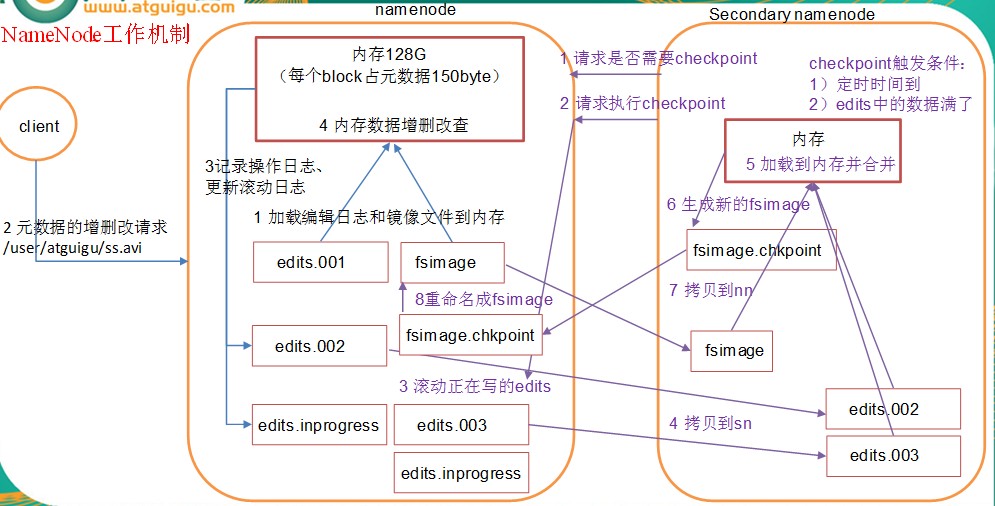 www.atguigu.com
NameNode工作机制
namenode
Secondary namenode
内存128G
（每个block占元数据150byte）
4 内存数据增删改查
1 请求是否需要checkpoint
2 请求执行checkpoint
checkpoint触发条件：
1）定时时间到
2）edits中的数据满了
client
内存
5 加载到内存并合并
3记录操作日志、
更新滚动日志
1 加载编辑日志和镜像文件到内存
6 生成新的fsimage
2 元数据的增删改请求
/user/atguigu/ss.avi
edits.001
fsimage
fsimage.chkpoint
8重命名成fsimage
7 拷贝到nn
fsimage.chkpoint
edits.002
fsimage
3 滚动正在写的edits
edits.002
edits.inprogress
edits.003
4 拷贝到sn
edits.003
edits.inprogress